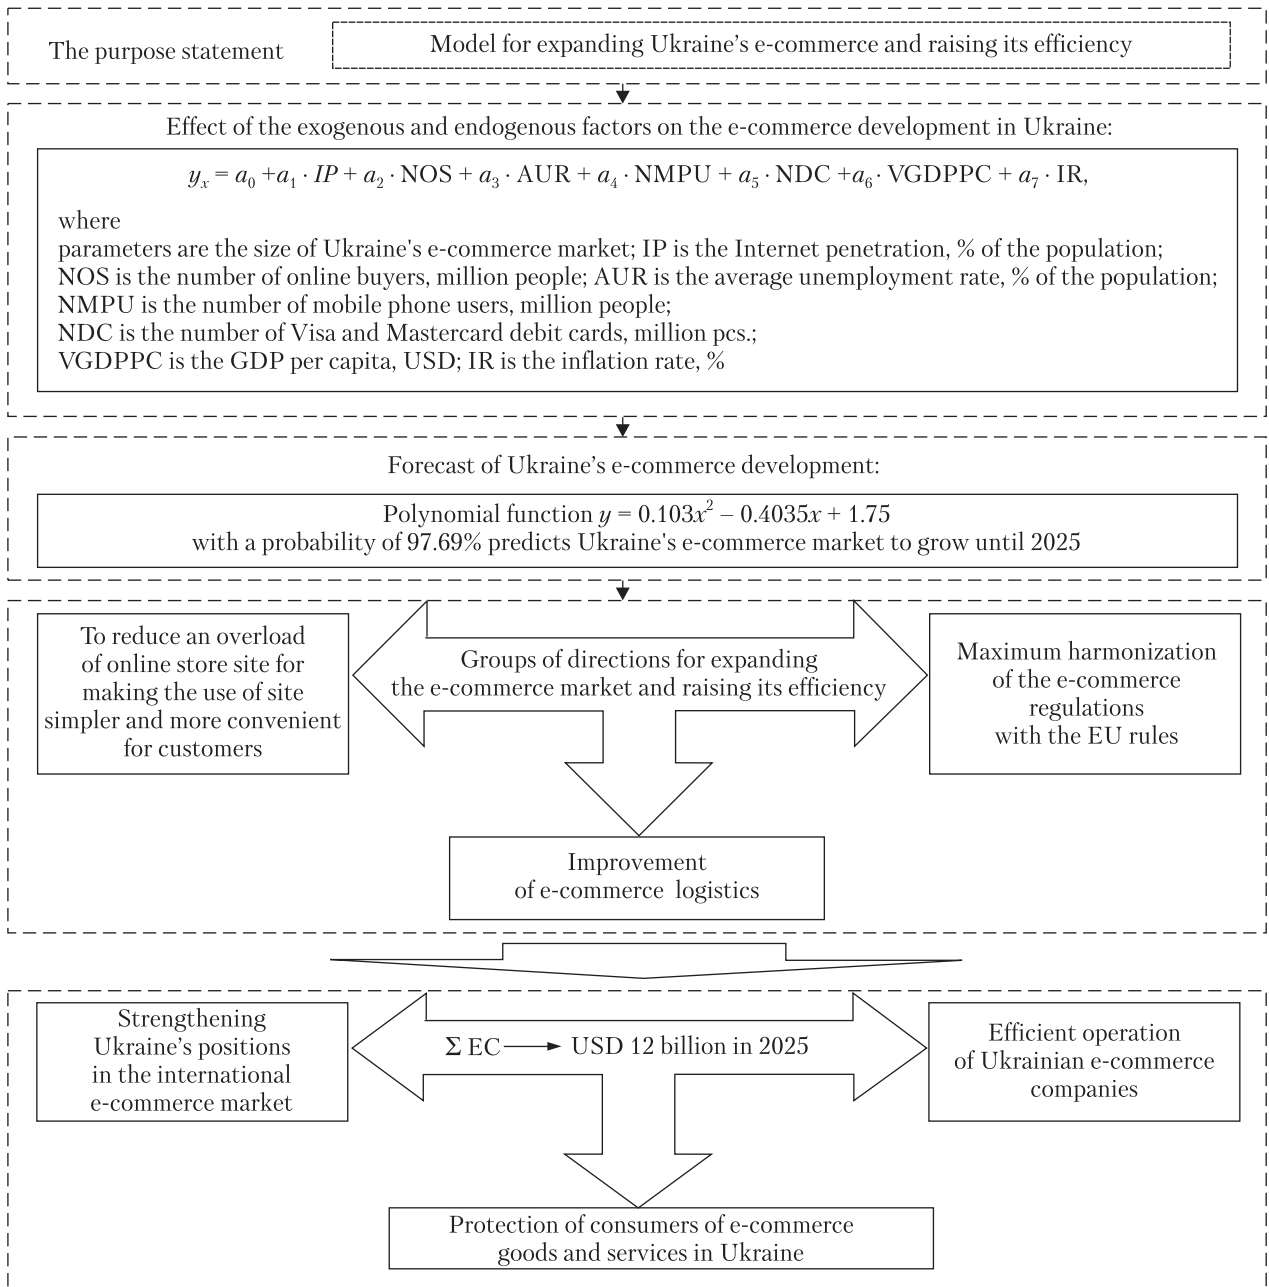 The purpose statement
Model for expanding Ukraine's e-commerce and raising its efficiency
Effect of the exogenous and endogenous factors on the e-commerce development in Ukraine:
yₓ = a₀ +a₁ · IP + a₂ · NOS + a₃ · AUR + a₄ · NMPU + a₅ · NDC +a₆ · VGDPPC + a₇ · IR,
where
parameters are the size of Ukraine's e-commerce market; IP is the Internet penetration, % of the population;
NOS is the number of online buyers, million people; AUR is the average unemployment rate, % of the population;
NMPU is the number of mobile phone users, million people;
NDC is the number of Visa and Mastercard debit cards, million pcs.;
VGDPPC is the GDP per capita, USD; IR is the inflation rate, %
Forecast of Ukraine's e-commerce development:
Polynomial function y = 0.103x² – 0.4035x + 1.75
with a probability of 97.69% predicts Ukraine's e-commerce market to grow until 2025
To reduce an overload
of online store site for
making the use of site
simpler and more convenient
for customers
Groups of directions for expanding
the e-commerce market and raising its efficiency
Maximum harmonization
of the e-commerce
regulations
with the EU rules
Improvement
of e-commerce logistics
Strengthening
Ukraine's positions
in the international
e-commerce market
Σ EC → USD 12 billion in 2025
Efficient operation
of Ukrainian e-commerce
companies
Protection of consumers of e-commerce
goods and services in Ukraine